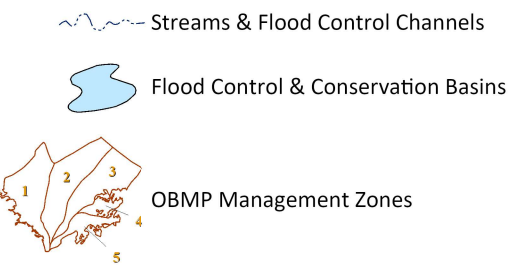 Streams & Flood Control Channels
Flood Control & Conservation Basins
1
2
3
OBMP Management Zones
4
5